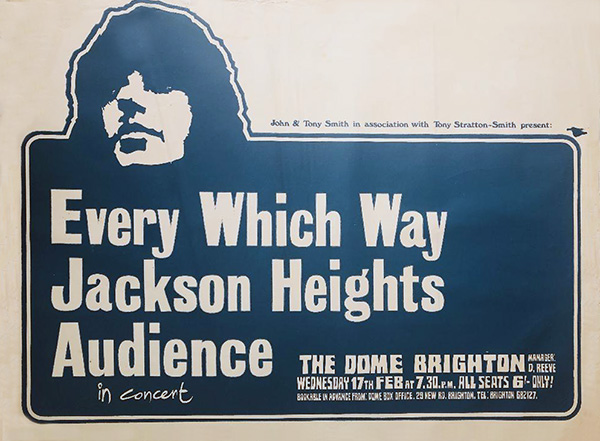 John & Tony Smith in association with Tony Stratton-Smith present:
Every Which Way
Jackson Heights
Audience
in concert
THE DOME BRIGHTON MANAGER: D. REEVE
WEDNESDAY 17TH FEB AT 7.30.P.M. ALL SEATS 6/- ONLY!
BOOKABLE IN ADVANCE FROM: DOME BOX OFFICE. 29 NEW RD. BRIGHTON. TEL: BRIGHTON 682127.